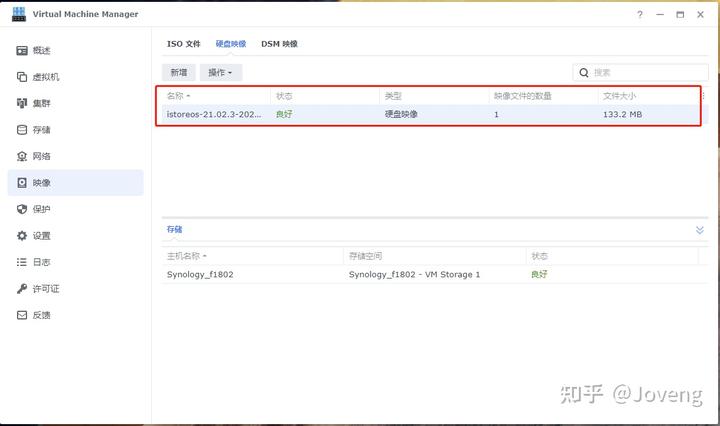 Virtual Machine Manager
概述
虚拟机
集群
存储
网络
映像
保护
设置
日志
许可证
反馈
ISO 文件 硬盘映像 DSM 映像
新增 操作 搜索
名称 状态 类型 映像文件的数量 文件大小
istoreos-21.02.3-202... 良好 硬盘映像 1 133.2 MB
存储
主机名称 存储空间 状态
Synology_f1802 Synology_f1802 - VM Storage 1 良好
知乎 @Joveng